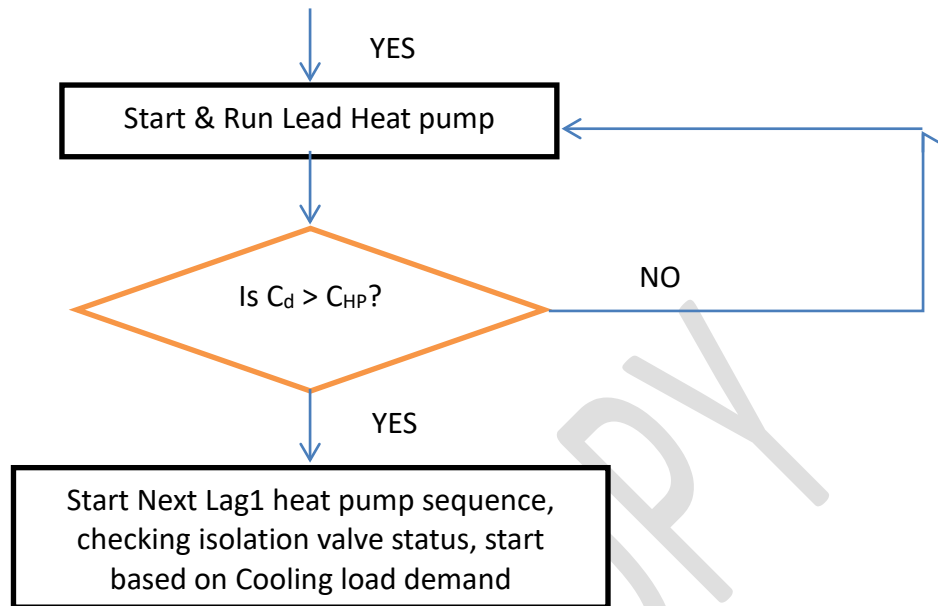 YES
Start & Run Lead Heat pump
Is Cd > CHP?
NO
YES
Start Next Lag1 heat pump sequence,
checking isolation valve status, start
based on Cooling load demand